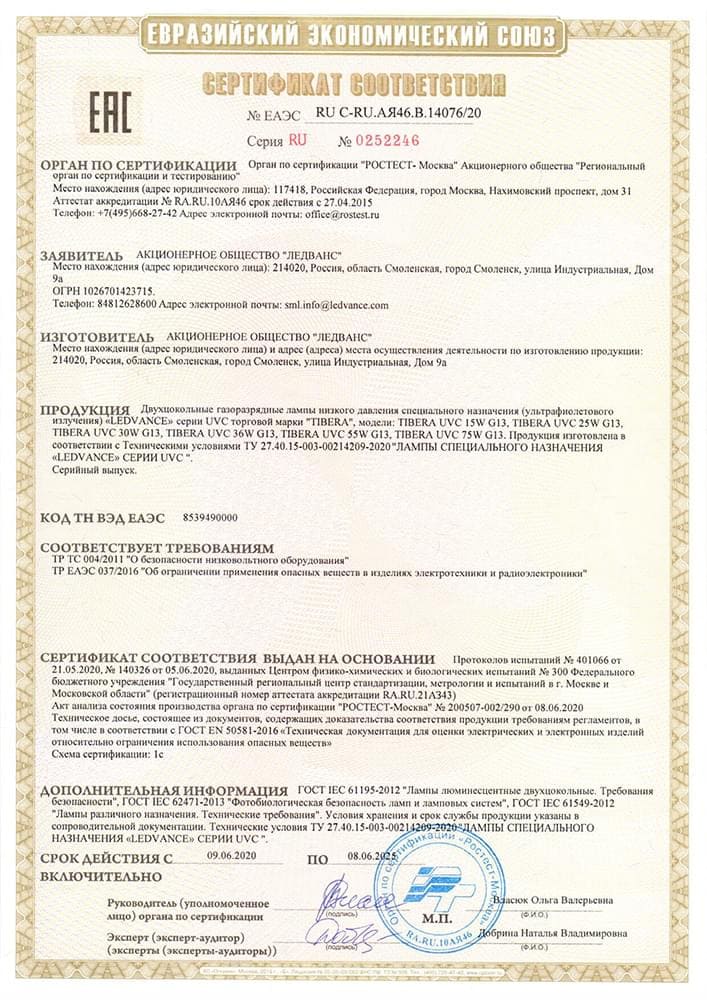 ЕВРАЗИЙСКИЙ ЭКОНОМИЧЕСКИЙ СОЮЗ
СЕРТИФИКАТ СООТВЕТСТВИЯ
ЕАС
№ ЕАЭС RU С-RU.АЯ46.В.14076/20
Серия RU № 0252246
ОРГАН ПО СЕРТИФИКАЦИИ Орган по сертификации "РОСТЕСТ- Москва" Акционерного общества "Региональный
орган по сертификации и тестированию"
Место нахождения (адрес юридического лица): 117418, Российская Федерация, город Москва, Нахимовский проспект, дом 31
Аттестат аккредитации № RA.RU.10АЯ46 срок действия с 27.04.2015
Телефон: +7(495)668-27-42 Адрес электронной почты: office@rostest.ru
ЗАЯВИТЕЛЬ АКЦИОНЕРНОЕ ОБЩЕСТВО "ЛЕДВАНС"
Место нахождения (адрес юридического лица): 214020, Россия, область Смоленская, город Смоленск, улица Индустриальная, Дом
9а
ОГРН 1026701423715.
Телефон: 84812628600 Адрес электронной почты: sml.info@ledvance.com
ИЗГОТОВИТЕЛЬ АКЦИОНЕРНОЕ ОБЩЕСТВО "ЛЕДВАНС"
Место нахождения (адрес юридического лица) и адрес (адреса) места осуществления деятельности по изготовлению продукции:
214020, Россия, область Смоленская, город Смоленск, улица Индустриальная, Дом 9а
ПРОДУКЦИЯ Двухцокольные газоразрядные лампы низкого давления специального назначения (ультрафиолетового
излучения) «LEDVANCE» серии UVC торговой марки "TIBERA", модели: TIBERA UVC 15W G13, TIBERA UVC 25W G13,
TIBERA UVC 30W G13, TIBERA UVC 36W G13, TIBERA UVC 55W G13, TIBERA UVC 75W G13. Продукция изготовлена в
соответствии с Техническими условиями ТУ 27.40.15-003-00214209-2020 "ЛАМПЫ СПЕЦИАЛЬНОГО НАЗНАЧЕНИЯ
«LEDVANCE» СЕРИИ UVC ".
Серийный выпуск.
КОД ТН ВЭД ЕАЭС 8539490000
СООТВЕТСТВУЕТ ТРЕБОВАНИЯМ
ТР ТС 004/2011 "О безопасности низковольтного оборудования"
ТР ЕАЭС 037/2016 "Об ограничении применения опасных веществ в изделиях электротехники и радиоэлектроники"
СЕРТИФИКАТ СООТВЕТСТВИЯ ВЫДАН НА ОСНОВАНИИ Протоколов испытаний № 401066 от
21.05.2020, № 140326 от 05.06.2020, выданных Центром физико-химических и биологических испытаний № 300 Федерального
бюджетного учреждения "Государственный региональный центр стандартизации, метрологии и испытаний в г. Москве и
Московской области" (регистрационный номер аттестата аккредитации RA.RU.21АЗ43)
Акт анализа состояния производства органа по сертификации "РОСТЕСТ-Москва" № 200507-002/290 от 08.06.2020
Техническое досье, состоящее из документов, содержащих доказательства соответствия продукции требованиям регламентов, в
том числе в соответствии с ГОСТ EN 50581-2016 «Техническая документация для оценки электрических и электронных изделий
относительно ограничения использования опасных веществ»
Схема сертификации: 1с
ДОПОЛНИТЕЛЬНАЯ ИНФОРМАЦИЯ ГОСТ IEC 61195-2012 "Лампы люминесцентные двухцокольные. Требования
безопасности", ГОСТ IEC 62471-2013 "Фотобиологическая безопасность ламп и ламповых систем", ГОСТ IEC 61549-2012
"Лампы различного назначения. Технические требования". Условия хранения и срок службы продукции указаны в
сопроводительной документации. Технические условия ТУ 27.40.15-003-00214209-2020 "ЛАМПЫ СПЕЦИАЛЬНОГО
НАЗНАЧЕНИЯ «LEDVANCE» СЕРИИ UVC ".
СРОК ДЕЙСТВИЯ С 09.06.2020 ПО 08.06.2025
ВКЛЮЧИТЕЛЬНО
Руководитель (уполномоченное
лицо) органа по сертификации
(подпись)
Власюк Ольга Валерьевна
(Ф.И.О.)
М.П.
Орган по сертификации «Ростест-Москва»
RA.RU.10АЯ46
Эксперт (эксперт-аудитор)
(эксперты (эксперты-аудиторы))
(подпись)
Добрина Наталья Владимировна
(Ф.И.О.)